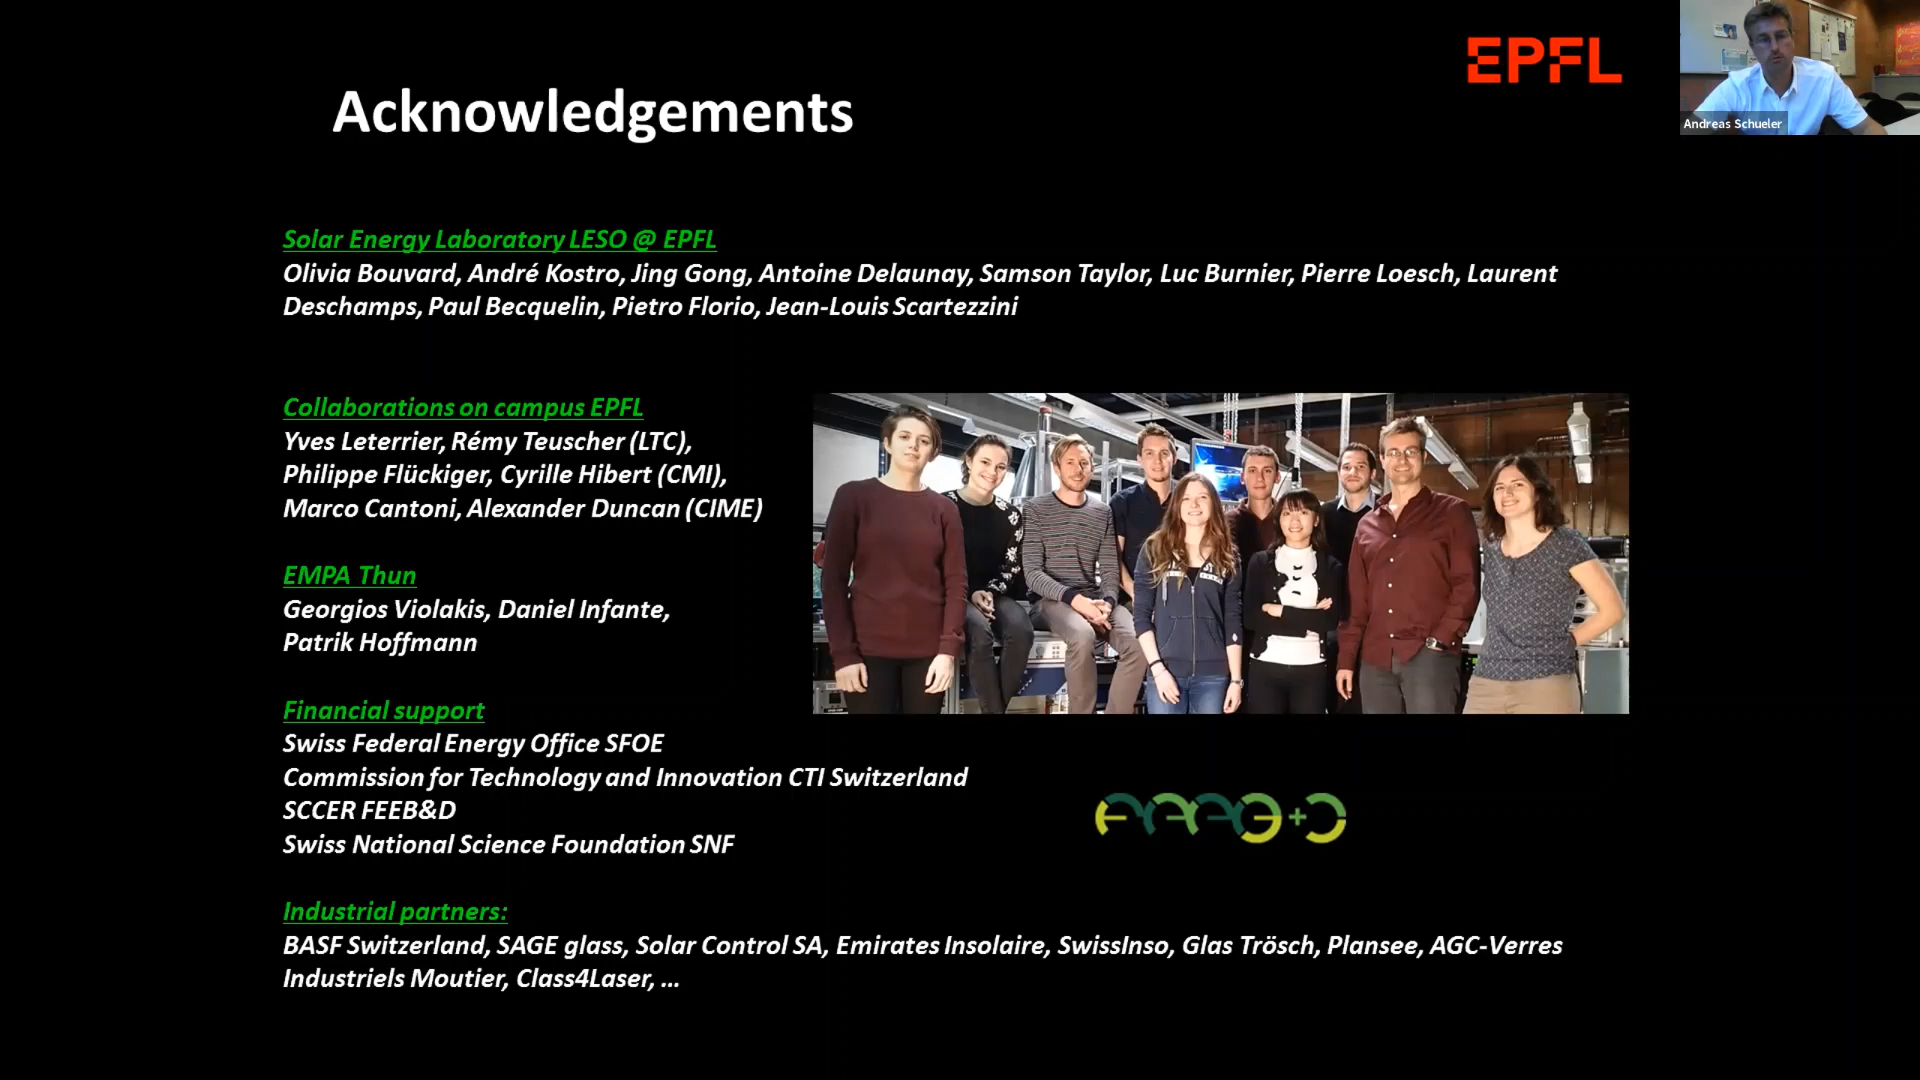 EPFL
Acknowledgements
Andreas Schueler
Solar Energy Laboratory LESO @ EPFL
Olivia Bouvard, André Kostro, Jing Gong, Antoine Delaunay, Samson Taylor, Luc Burnier, Pierre Loesch, Laurent
Deschamps, Paul Becquelin, Pietro Florio, Jean-Louis Scartezzini
Collaborations on campus EPFL
Yves Leterrier, Rémy Teuscher (LTC),
Philippe Flückiger, Cyrille Hibert (CMI),
Marco Cantoni, Alexander Duncan (CIME)
EMPA Thun
Georgios Violakis, Daniel Infante,
Patrik Hoffmann
Financial support
Swiss Federal Energy Office SFOE
Commission for Technology and Innovation CTI Switzerland
SCCER FEEB&D
Swiss National Science Foundation SNF
Industrial partners:
BASF Switzerland, SAGE glass, Solar Control SA, Emirates Insolaire, SwissInso, Glas Trösch, Plansee, AGC-Verres
Industriels Moutier, Class4Laser, ...